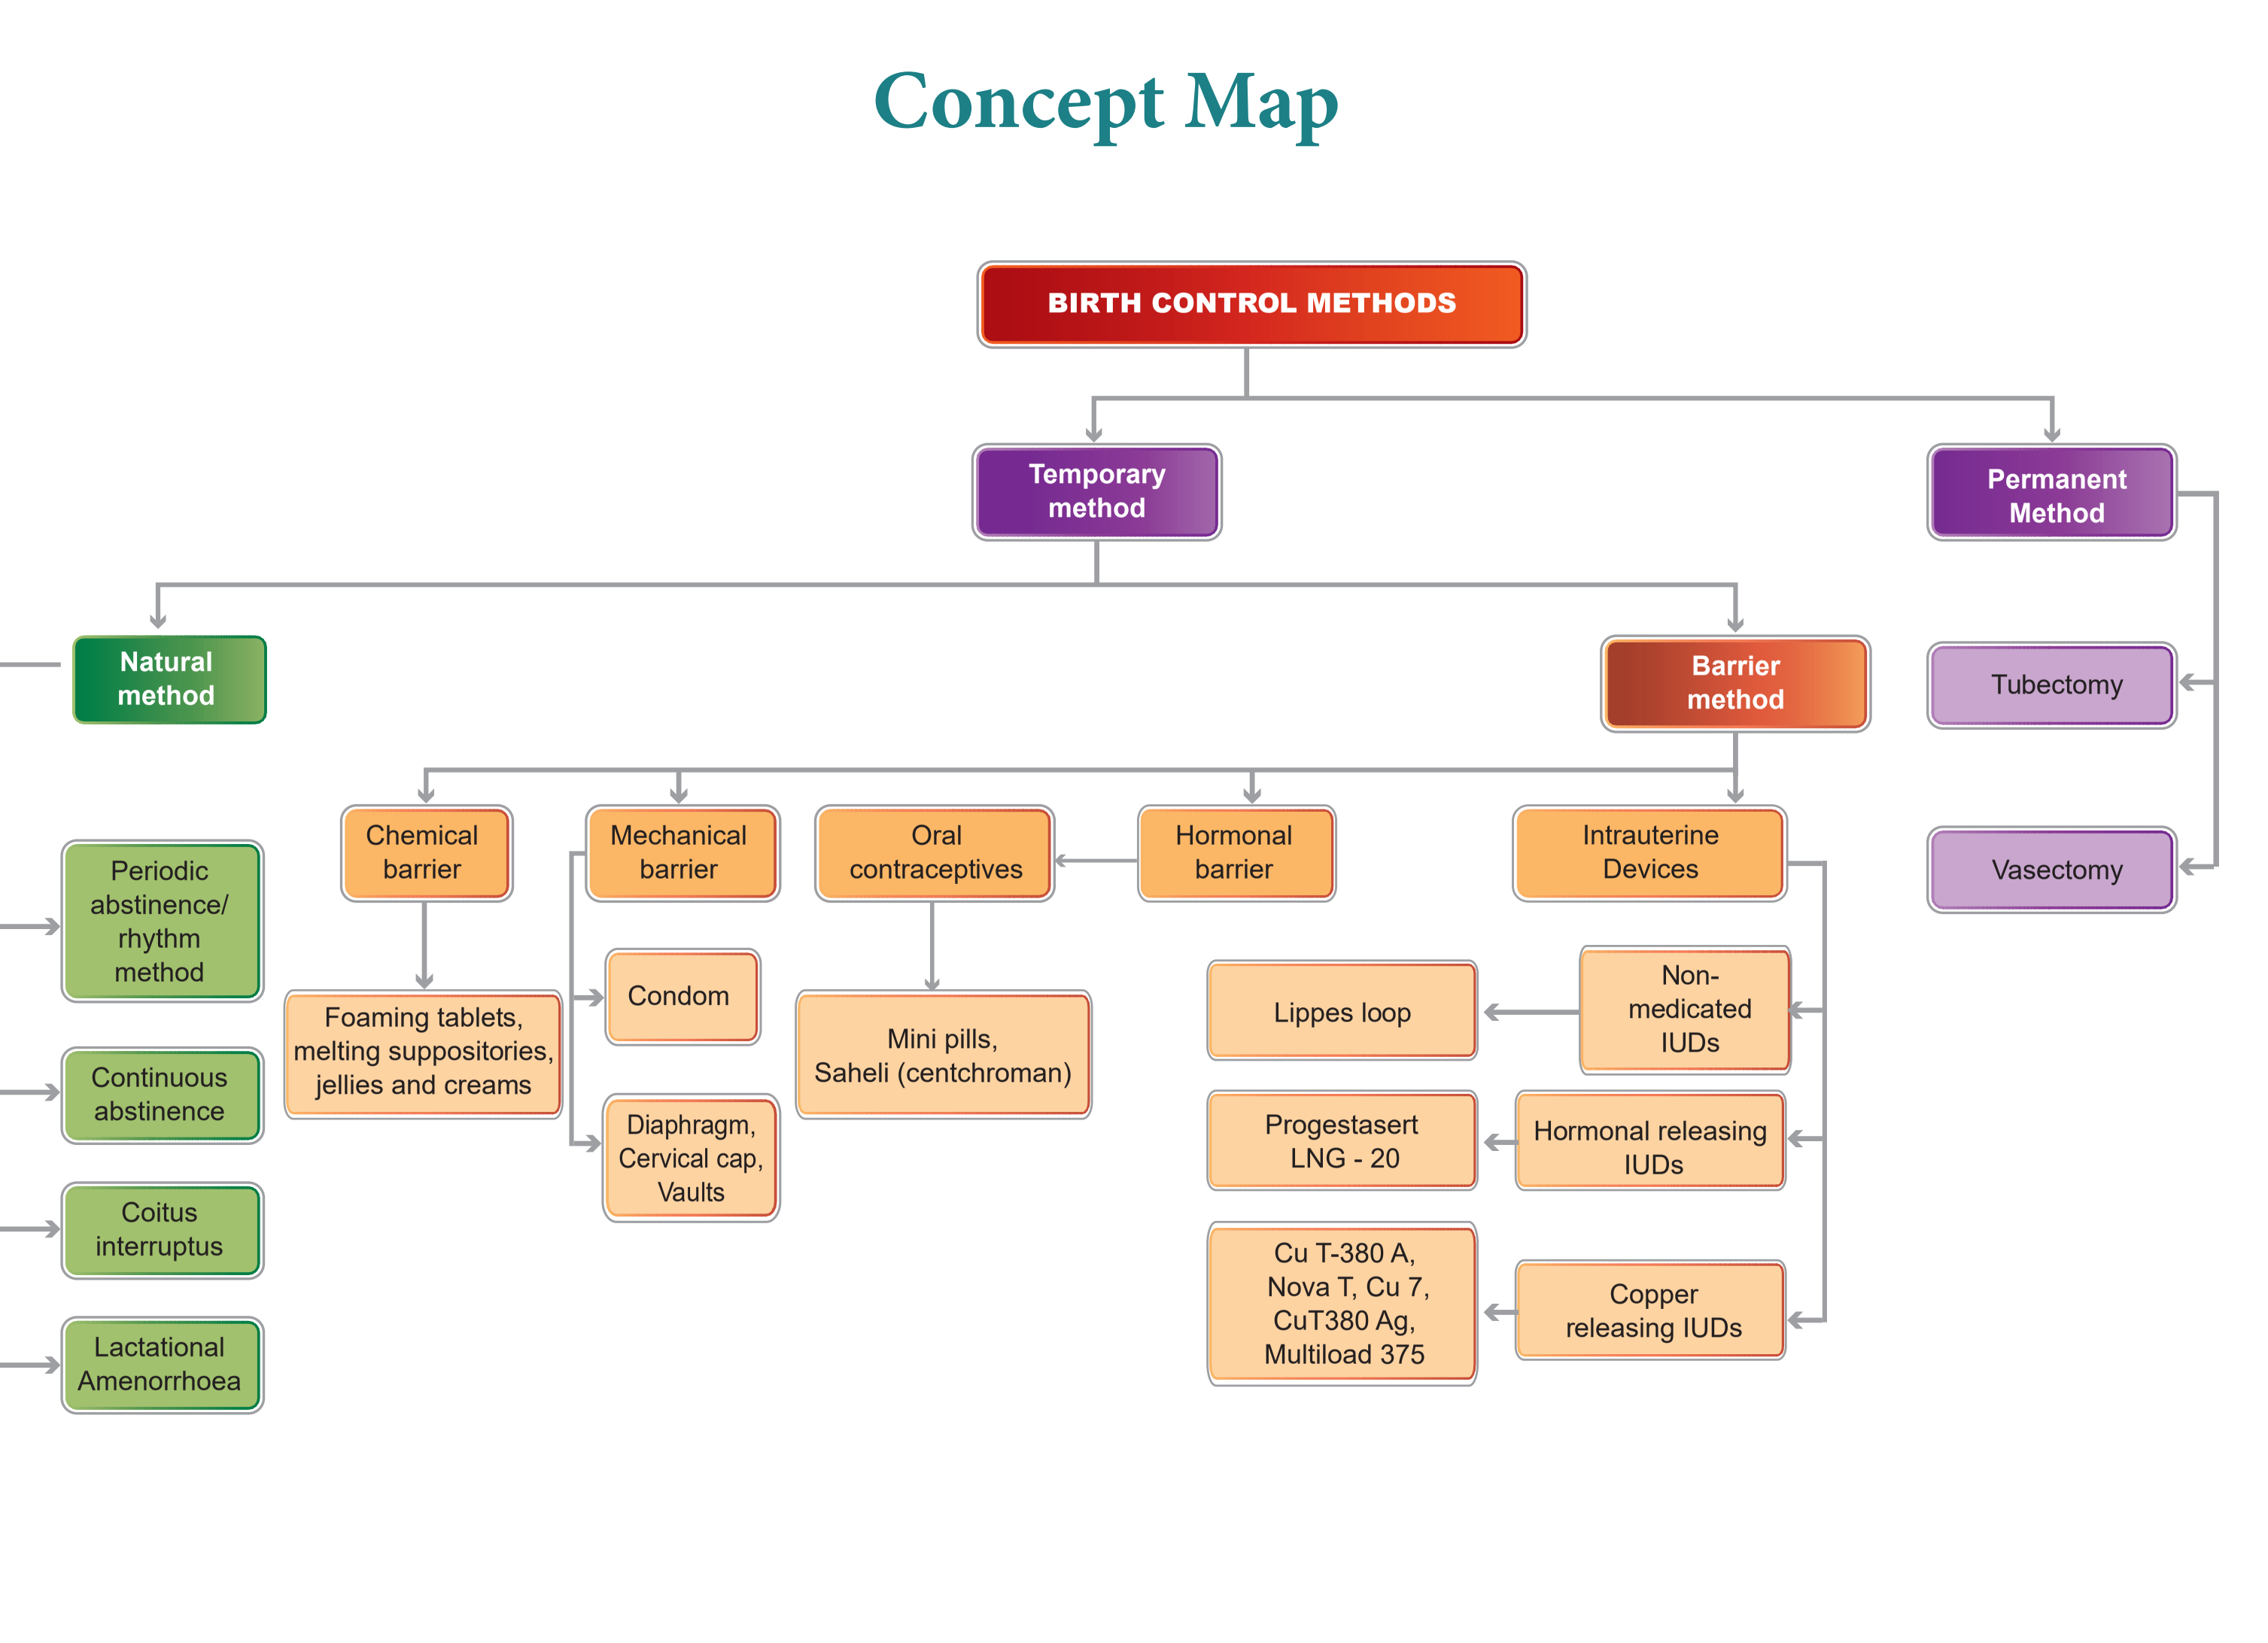 Concept Map
BIRTH CONTROL METHODS
Temporary
method
Permanent
Method
Natural
method
Barrier
method
Tubectomy
Vasectomy
Chemical
barrier
Mechanical
barrier
Oral
contraceptives
Hormonal
barrier
Intrauterine
Devices
Periodic
abstinence/
rhythm
method
Continuous
abstinence
Coitus
interruptus
Lactational
Amenorrhoea
Foaming tablets,
melting suppositories,
jellies and creams
Condom
Diaphragm,
Cervical cap,
Vaults
Mini pills,
Saheli (centchroman)
Lippes loop
Non-
medicated
IUDs
Progestasert
LNG - 20
Hormonal releasing
IUDs
Cu T-380 A,
Nova T, Cu 7,
CuT380 Ag,
Multiload 375
Copper
releasing IUDs